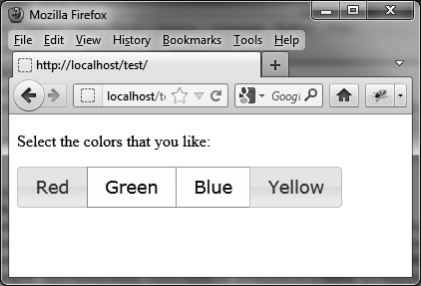 Mozilla Firefox
File Edit View History Bookmarks Tools Help
http://localhost/test/
localhost/t
Googl
Select the colors that you like:
Red Green Blue Yellow